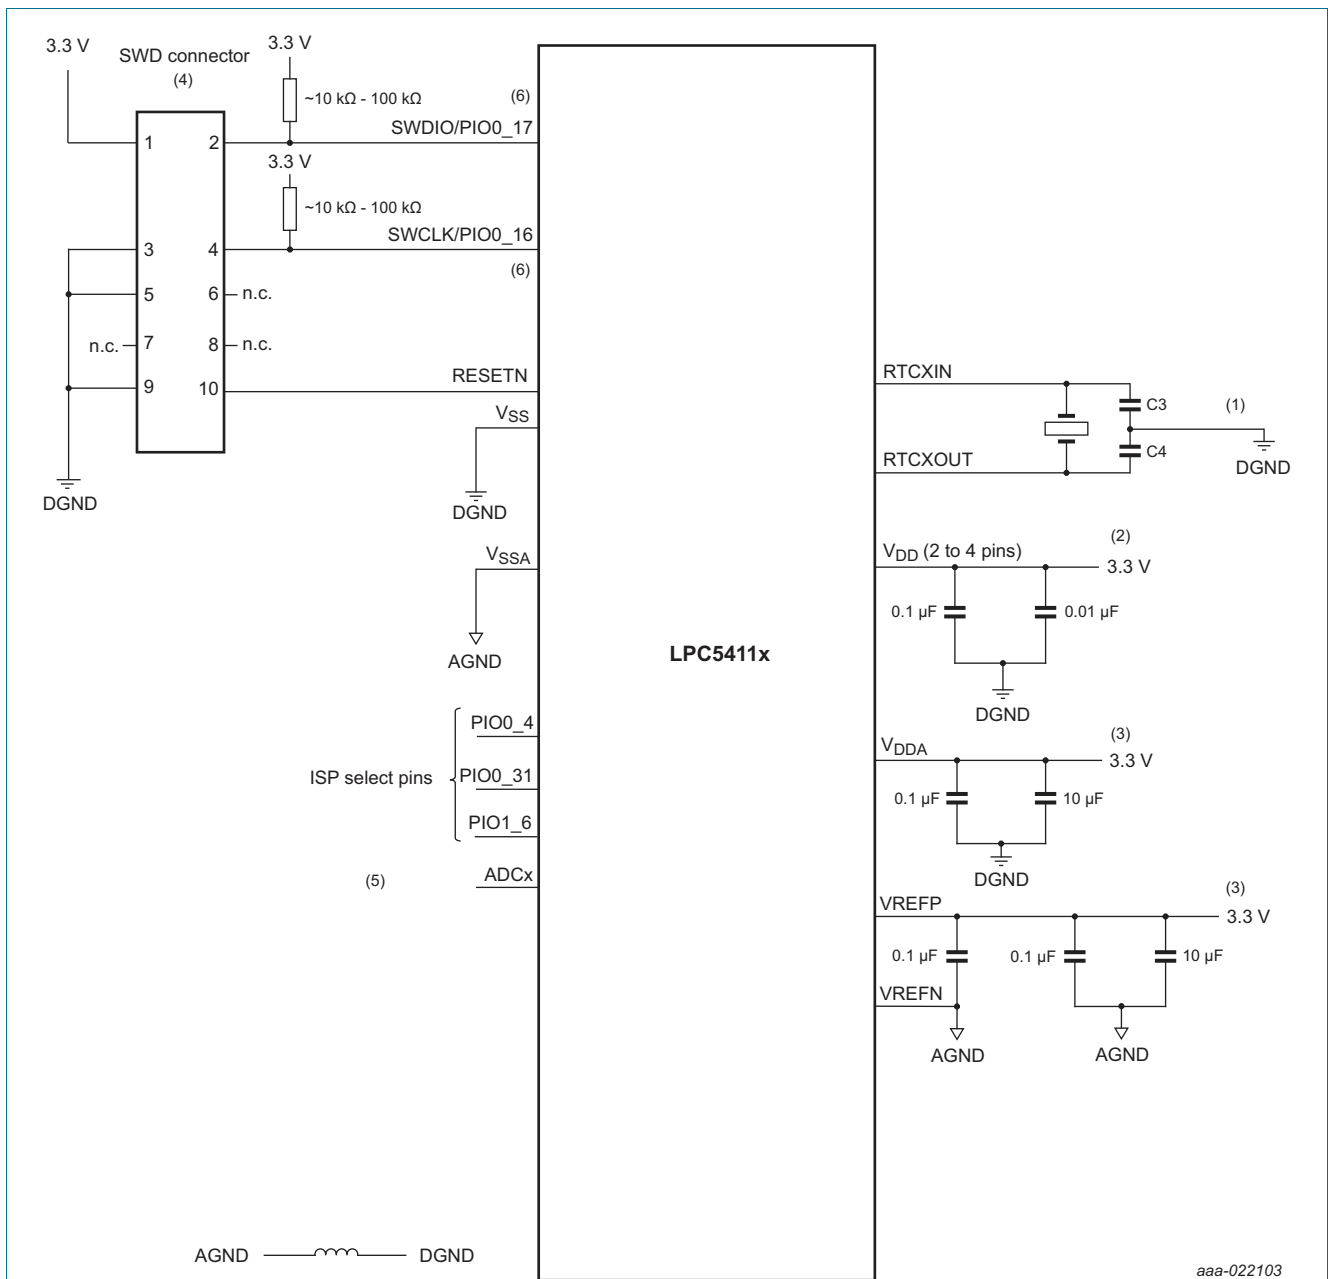 3.3 V
SWD connector
(4)
3.3 V
~10 kΩ - 100 kΩ
(6)
SWDIO/PIO0_17
1
2
3.3 V
~10 kΩ - 100 kΩ
SWCLK/PIO0_16
3
4
(6)
5
6
n.c.
n.c.
7
8
n.c.
9
10
RESETN
DGND
VSS
DGND
VSSA
AGND
LPC5411x
PIO0_4
ISP select pins
PIO0_31
PIO1_6
(5)
ADCx
RTCXIN
C3
(1)
C4
DGND
RTCXOUT
VDD (2 to 4 pins)
(2)
3.3 V
0.1 µF
0.01 µF
DGND
VDDA
(3)
3.3 V
0.1 µF
10 µF
DGND
VREFP
(3)
3.3 V
0.1 µF
0.1 µF
10 µF
VREFN
AGND
AGND
AGND
DGND
aaa-022103